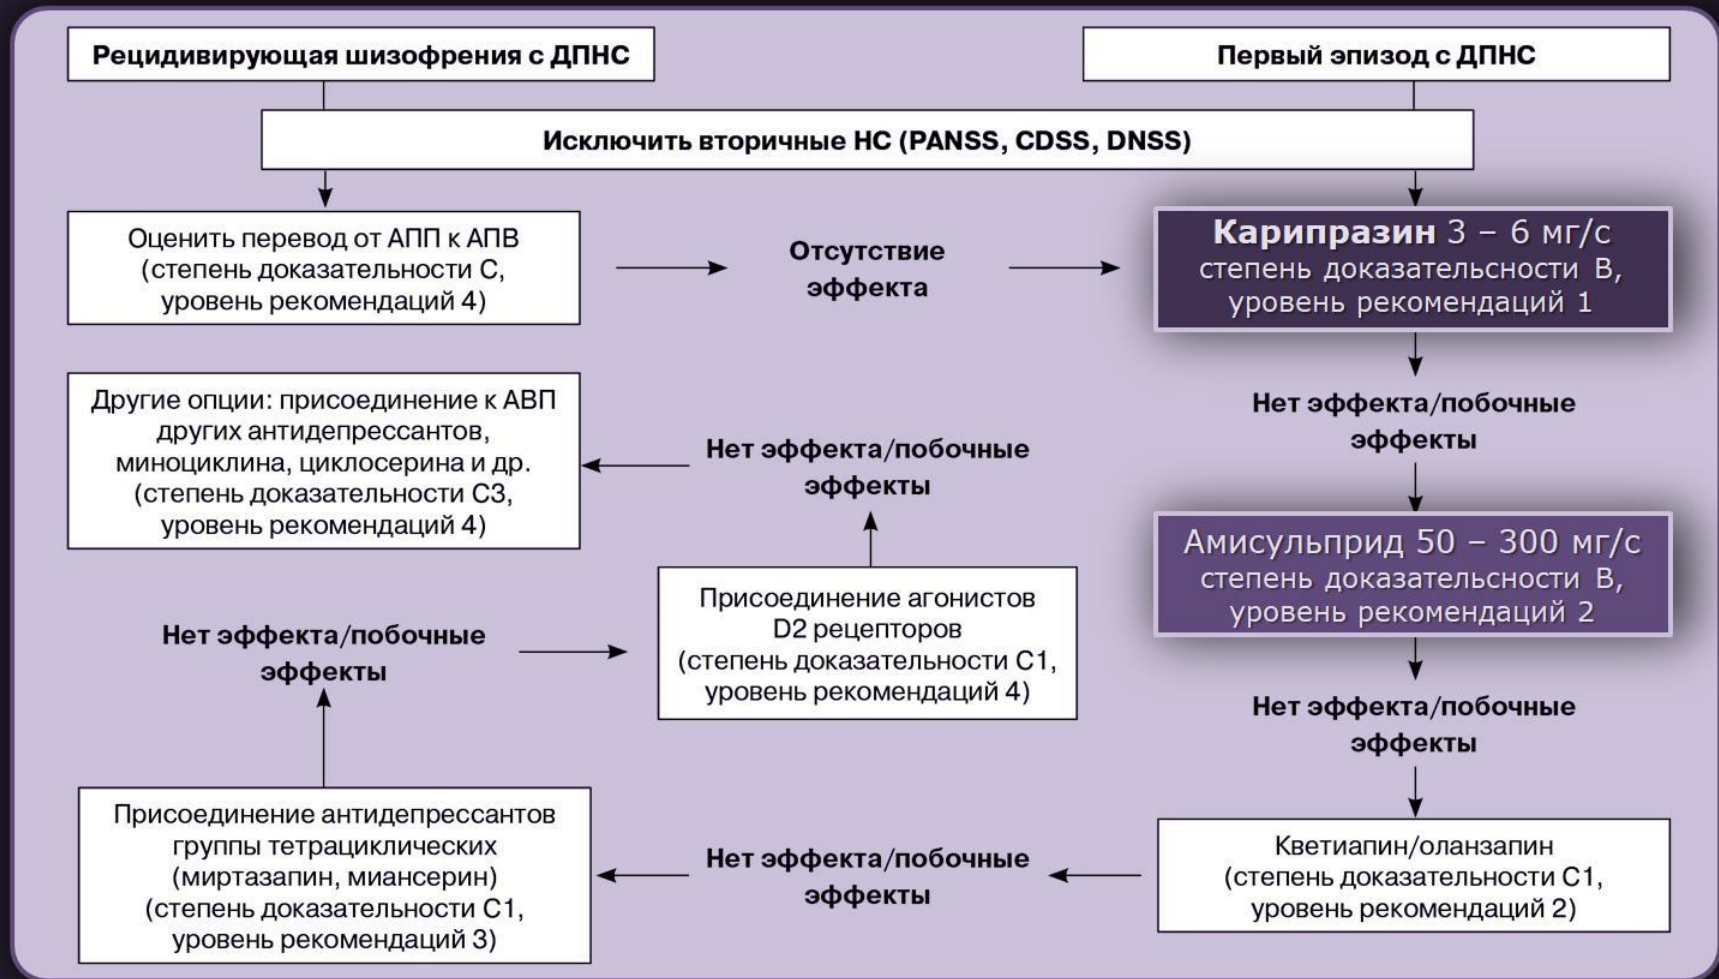 Рецидивирующая шизофрения с ДПНС
Первый эпизод с ДПНС
Исключить вторичные НС (PANSS, CDSS, DNSS)
Оценить перевод от АПП к АПВ
(степень доказательности С,
уровень рекомендаций 4)
Отсутствие
эффекта
Карипразин 3 – 6 мг/с
степень доказательсности В,
уровень рекомендаций 1
Нет эффекта/побочные
эффекты
Амисульприд 50 – 300 мг/с
степень доказательсности В,
уровень рекомендаций 2
Нет эффекта/побочные
эффекты
Кветиапин/оланзапин
(степень доказательности С1,
уровень рекомендаций 2)
Нет эффекта/побочные
эффекты
Присоединение антидепрессантов
группы тетрациклических
(миртазапин, миансерин)
(степень доказательности С1,
уровень рекомендаций 3)
Нет эффекта/побочные
эффекты
Присоединение агонистов
D2 рецепторов
(степень доказательности С1,
уровень рекомендаций 4)
Нет эффекта/побочные
эффекты
Другие опции: присоединение к АВП
других антидепрессантов,
миноциклина, циклосерина и др.
(степень доказательности С3,
уровень рекомендаций 4)